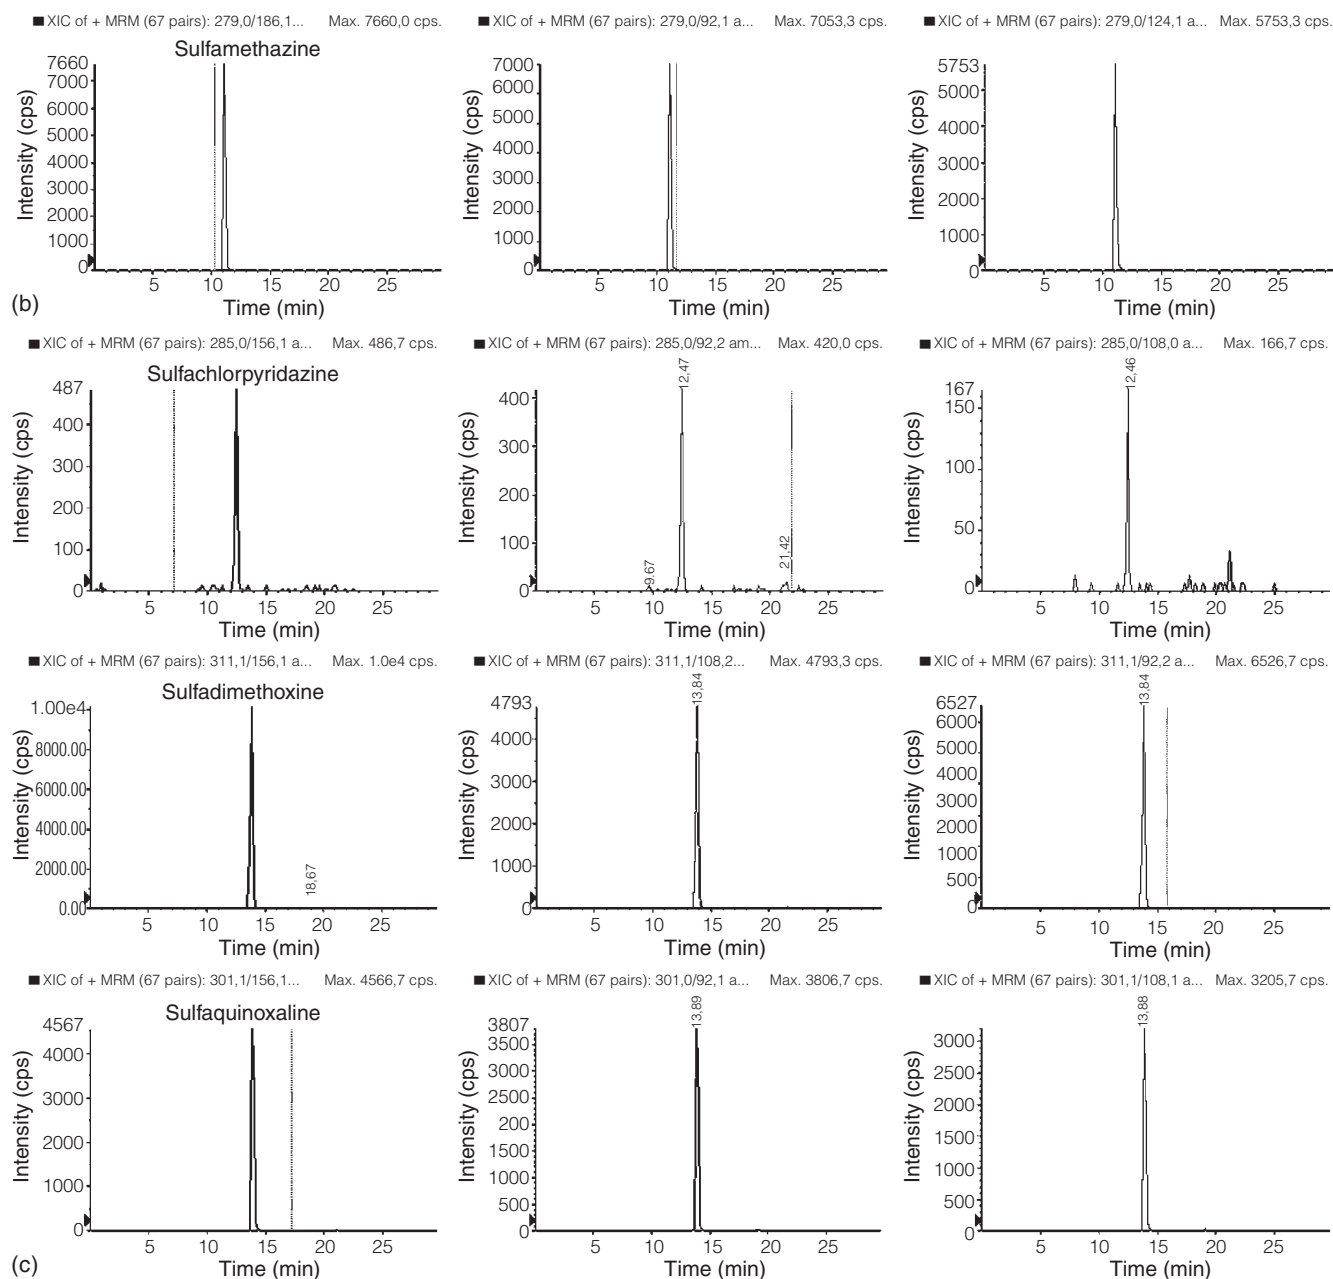 XIC of + MRM (67 pairs): 279,0/186,1... Max. 7660,0 cps.
Sulfamethazine
7660
7000
6000
5000
4000
3000
2000
1000
0
Intensity (cps)
5 10 15 20 25
Time (min)
XIC of + MRM (67 pairs): 279,0/92,1 a... Max. 7053,3 cps.
7000
6000
5000
4000
3000
2000
1000
0
Intensity (cps)
5 10 15 20 25
Time (min)
XIC of + MRM (67 pairs): 279,0/124,1 a... Max. 5753,3 cps.
5753
5000
4000
3000
2000
1000
0
Intensity (cps)
5 10 15 20 25
Time (min)
(b)
XIC of + MRM (67 pairs): 285,0/156,1 a... Max. 486,7 cps.
Sulfachlorpyridazine
487
400
300
200
100
0
Intensity (cps)
5 10 15 20 25
Time (min)
XIC of + MRM (67 pairs): 285,0/92,2 am... Max. 420,0 cps.
12,47
400
300
200
100
0
9.67
21,42
Intensity (cps)
5 10 15 20 25
Time (min)
XIC of + MRM (67 pairs): 285,0/108,0 a... Max. 166,7 cps.
12,46
167
150
100
50
0
Intensity (cps)
5 10 15 20 25
Time (min)
XIC of + MRM (67 pairs): 311,1/156,1 a... Max. 1.0e4 cps.
Sulfadimethoxine
1.00e4
8000.00
6000.00
4000.00
2000.00
0.00
18,67
Intensity (cps)
5 10 15 20 25
Time (min)
XIC of + MRM (67 pairs): 311,1/108,2... Max. 4793,3 cps.
13,84
4793
4000
3000
2000
1000
0
Intensity (cps)
5 10 15 20 25
Time (min)
XIC of + MRM (67 pairs): 311,1/92,2 a... Max. 6526,7 cps.
13,84
6527
6000
5000
4000
3000
2000
1000
500
0
Intensity (cps)
5 10 15 20 25
Time (min)
XIC of + MRM (67 pairs): 301,1/156,1... Max. 4566,7 cps.
Sulfaquinoxaline
4567
3000
2000
1000
0
Intensity (cps)
5 10 15 20 25
Time (min)
XIC of + MRM (67 pairs): 301,0/92,1 a... Max. 3806,7 cps.
13,89
3807
3500
3000
2500
200
1500
1000
500
0
Intensity (cps)
5 10 15 20 25
Time (min)
XIC of + MRM (67 pairs): 301,1/108,1 a... Max. 3205,7 cps.
13,88
3000
2500
2000
1500
1000
500
0
Intensity (cps)
5 10 15 20 25
Time (min)
(c)